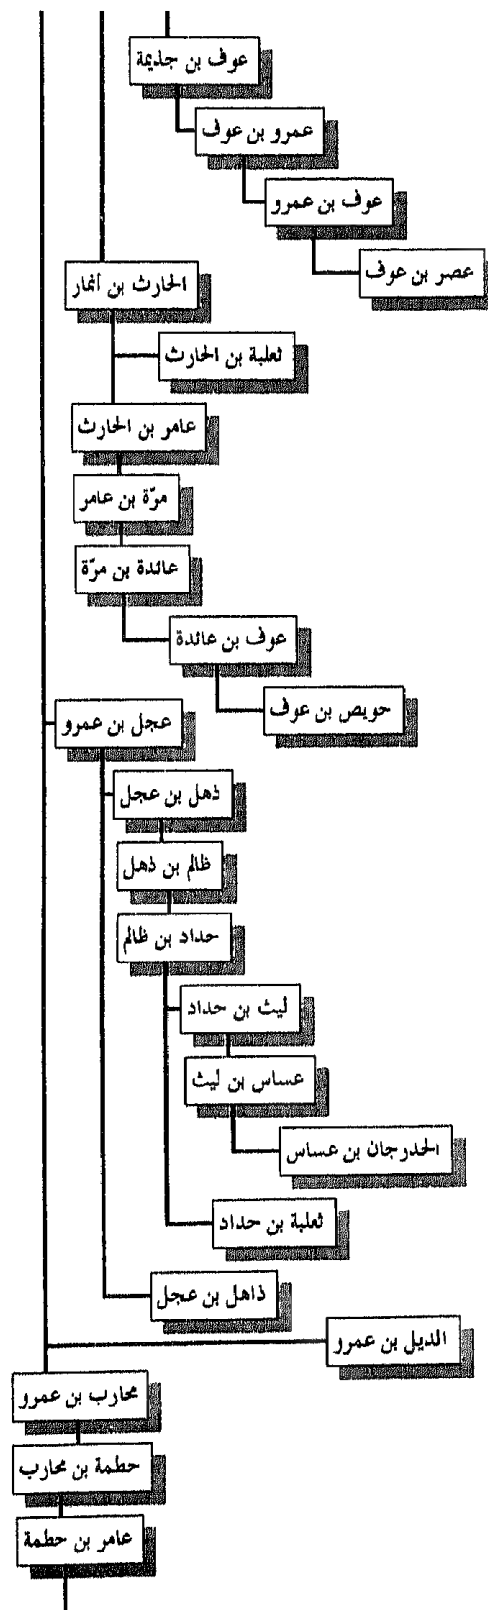 عوف بن جذيمة
عمرو بن عوف
عوف بن عمرو
عصر بن عوف
الحارث بن أنمار
ثعلبة بن الحارث
عامر بن الحارث
مرّة بن عامر
عائدة بن مرّة
عوف بن عائدة
حويص بن عوف
عجل بن عمرو
ذهل بن عجل
ظالم بن ذهل
حداد بن ظالم
ليث بن حداد
عساس بن ليث
الحدرجان بن عساس
ثعلبة بن حداد
ذاهل بن عجل
الديل بن عمرو
محارب بن عمرو
حطمة بن محارب
عامر بن حطمة